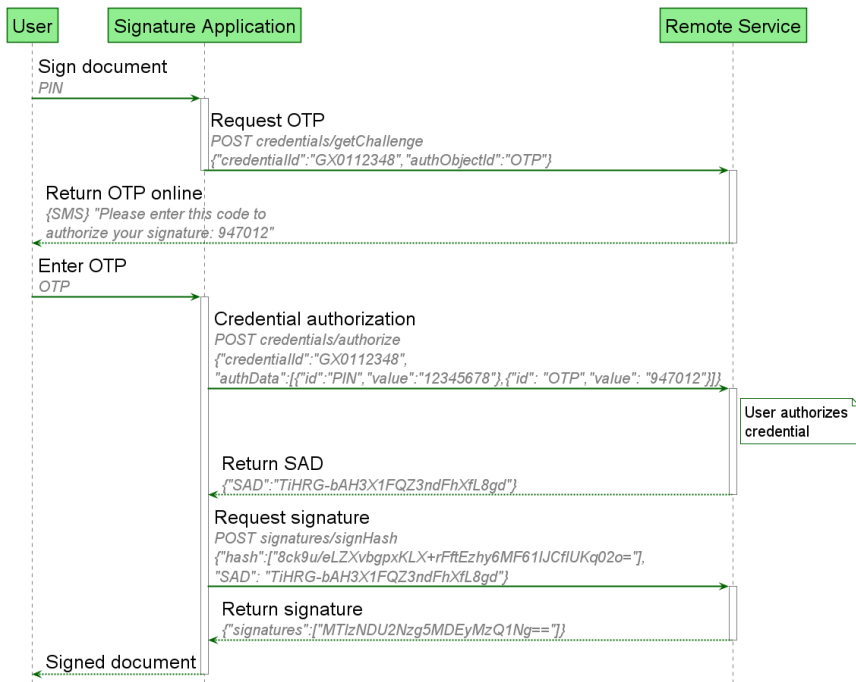 User
Signature Application
Remote Service
Sign document
PIN
Request OTP
POST credentials/getChallenge
{"credentialId":"GX0112348","authObjectId":"OTP"}
Return OTP online
{SMS} "Please enter this code to
authorize your signature: 947012"
Enter OTP
OTP
Credential authorization
POST credentials/authorize
{"credentialId":"GX0112348",
"authData":[{"id":"PIN","value":"12345678"},{"id": "OTP","value": "947012"}]}
User authorizes
credential
Return SAD
{"SAD":"TiHRG-bAH3X1FQZ3ndFhXfL8gd"}
Request signature
POST signatures/signHash
{"hash":["8ck9u/eLZXvbgpxKLX+rFftEzhy6MF61lJCflUKq02o="],
"SAD": "TiHRG-bAH3X1FQZ3ndFhXfL8gd"}
Return signature
{"signatures":["MTIzNDU2Nzg5MDEyMzQ1Ng=="]}
Signed document